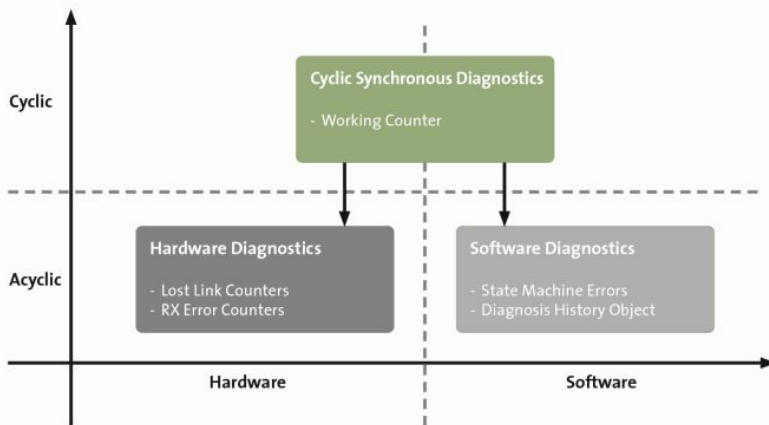 Cyclic Synchronous Diagnostics
- Working Counter
Cyclic
Hardware Diagnostics
- Lost Link Counters
- RX Error Counters
Software Diagnostics
- State Machine Errors
- Diagnosis History Object
Acyclic
Hardware
Software